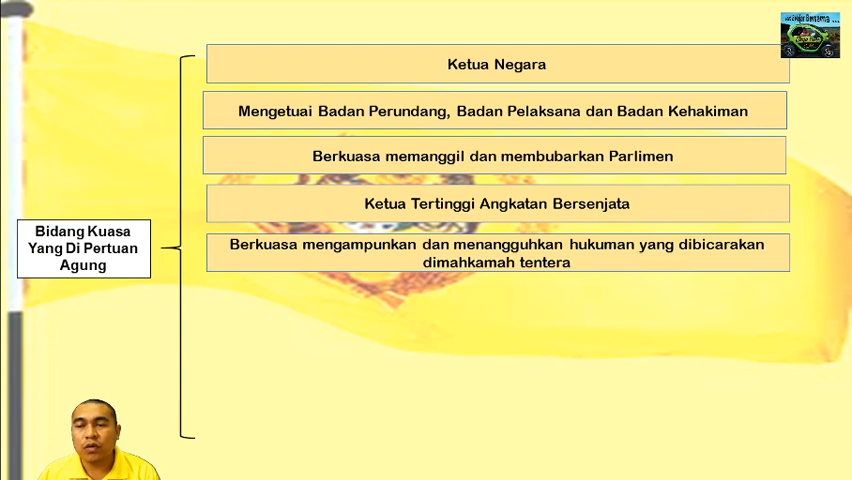 Ketua Negara
Mengetuai Badan Perundang, Badan Pelaksana dan Badan Kehakiman
Berkuasa memanggil dan membubarkan Parlimen
Ketua Tertinggi Angkatan Bersenjata
Berkuasa mengampunkan dan menangguhkan hukuman yang dibicarakan
dimahkamah tentera
Bidang Kuasa
Yang Di Pertuan
Agung